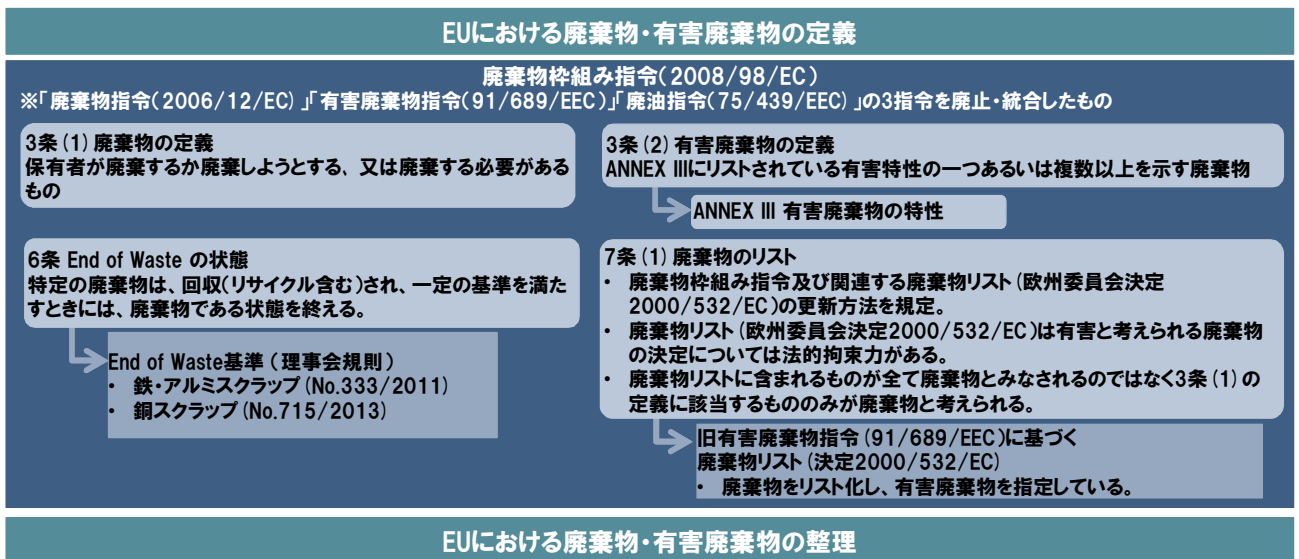 EUにおける廃棄物・有害廃棄物の定義
廃棄物枠組み指令(2008/98/EC)
※「廃棄物指令(2006/12/EC)」「有害廃棄物指令(91/689/EEC)」「廃油指令(75/439/EEC)」の3指令を廃止・統合したもの
3条(1) 廃棄物の定義
保有者が廃棄するか廃棄しようとする、又は廃棄する必要がある
もの
3条(2) 有害廃棄物の定義
ANNEX Ⅲにリストされている有害特性の一つあるいは複数以上を示す廃棄物
ANNEX Ⅲ 有害廃棄物の特性
6条 End of Waste の状態
特定の廃棄物は、回収(リサイクル含む)され、一定の基準を満た
すときには、廃棄物である状態を終える。
End of Waste基準(理事会規則)
・ 鉄・アルミスクラップ(No.333/2011)
・ 銅スクラップ(No.715/2013)
7条(1) 廃棄物のリスト
・ 廃棄物枠組み指令及び関連する廃棄物リスト(欧州委員会決定
2000/532/EC)の更新方法を規定。
・ 廃棄物リスト(欧州委員会決定2000/532/EC)は有害と考えられる廃棄物
の決定については法的拘束力がある。
・ 廃棄物リストに含まれるものが全て廃棄物とみなされるのではなく3条(1)の
定義に該当するもののみが廃棄物と考えられる。
旧有害廃棄物指令(91/689/EEC)に基づく
廃棄物リスト(決定2000/532/EC)
・ 廃棄物をリスト化し、有害廃棄物を指定している。
EUにおける廃棄物・有害廃棄物の整理